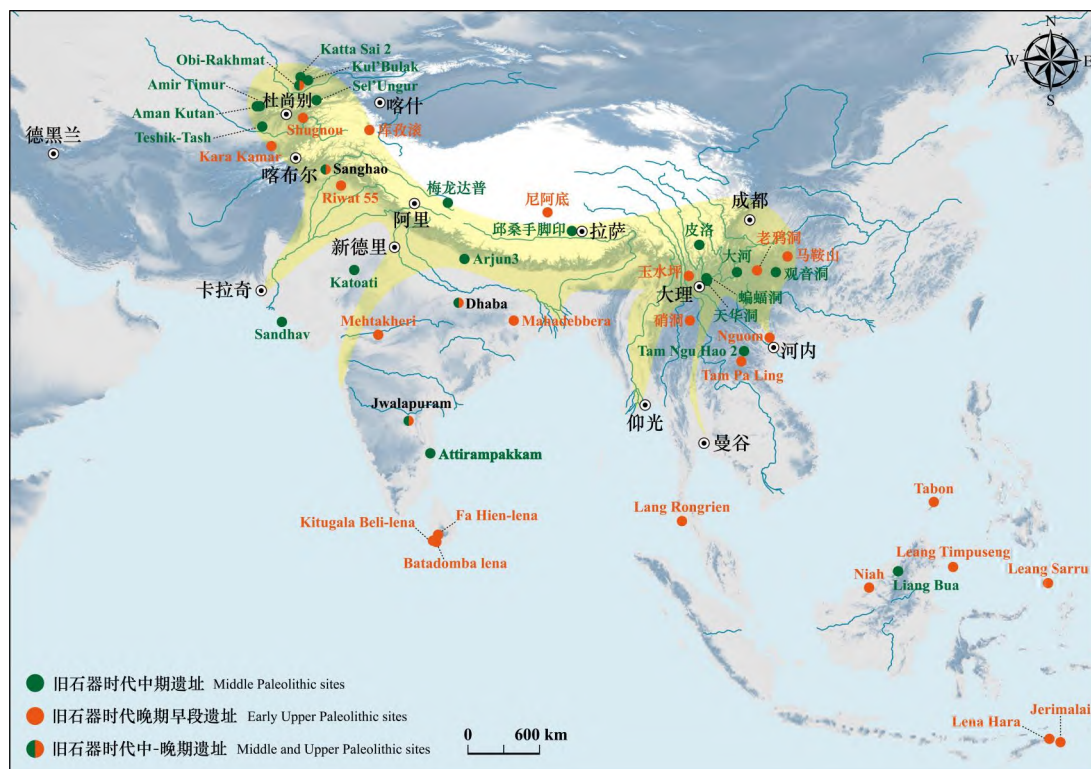 N
W
E
S
Katta Sai 2
Obi-Rakhmat
Kul'Bulak
Amir Timur
Sel'Ungur
杜尚别
喀什
Aman Kutan
Shugnou
库孜滚
德黑兰
Teshik-Tash
Kara Kamar
喀布尔
Sanghao
Riwat 55
梅龙达普
尼阿底
成都
阿里
邱桑手脚印
拉萨
皮洛
老鸦洞
新德里
大河
马鞍山
Arjun3
玉水坪
观音洞
Katoati
卡拉奇
大理
蝙蝠洞
Dhaba
天华洞
Sandhav
Mehtakheri
Mahadebbera
硝洞
Nguom
Tam Ngu Hao 2
河内
Tam Pa Ling
Jwalapuram
仰光
曼谷
Attirampakkam
Tabon
Kitugala Beli-lena
Fa Hien-lena
Lang Rongrien
Batadomba lena
Leang Timpuseng
Niah
Leang Sarru
Liang Bua
旧石器时代中期遗址 Middle Paleolithic sites
旧石器时代晚期早段遗址 Early Upper Paleolithic sites
Jerimalai
Lena Hara
旧石器时代中-晚期遗址 Middle and Upper Paleolithic sites
0 600 km